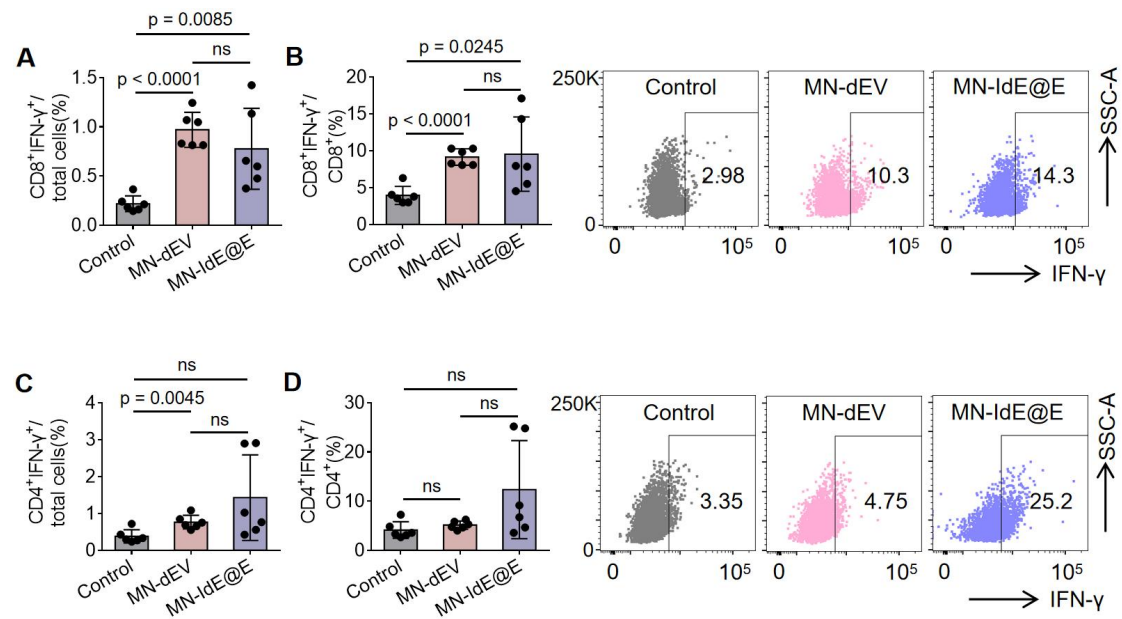 A
p = 0.0085
ns
p < 0.0001
CD8⁺IFN-γ⁺/
total cells(%)
1.5
1.0
0.5
0.0
Control
MN-dEV
MN-IdE@E
B
p = 0.0245
ns
p < 0.0001
CD8⁺IFN-γ⁺/
CD8⁺(%)
20
15
10
5
0
Control
MN-dEV
MN-IdE@E
250K
0
Control
2.98
0
10⁵
MN-dEV
10.3
0
10⁵
MN-IdE@E
14.3
0
10⁵
SSC-A
IFN-γ
C
ns
p = 0.0045
ns
CD4⁺IFN-γ⁺/
total cells(%)
4
3
2
1
0
Control
MN-dEV
MN-IdE@E
D
ns
ns
ns
CD4⁺IFN-γ⁺/
CD4⁺(%)
30
20
10
0
Control
MN-dEV
MN-IdE@E
250K
0
Control
3.35
0
10⁵
MN-dEV
4.75
0
10⁵
MN-IdE@E
25.2
0
10⁵
SSC-A
IFN-γ